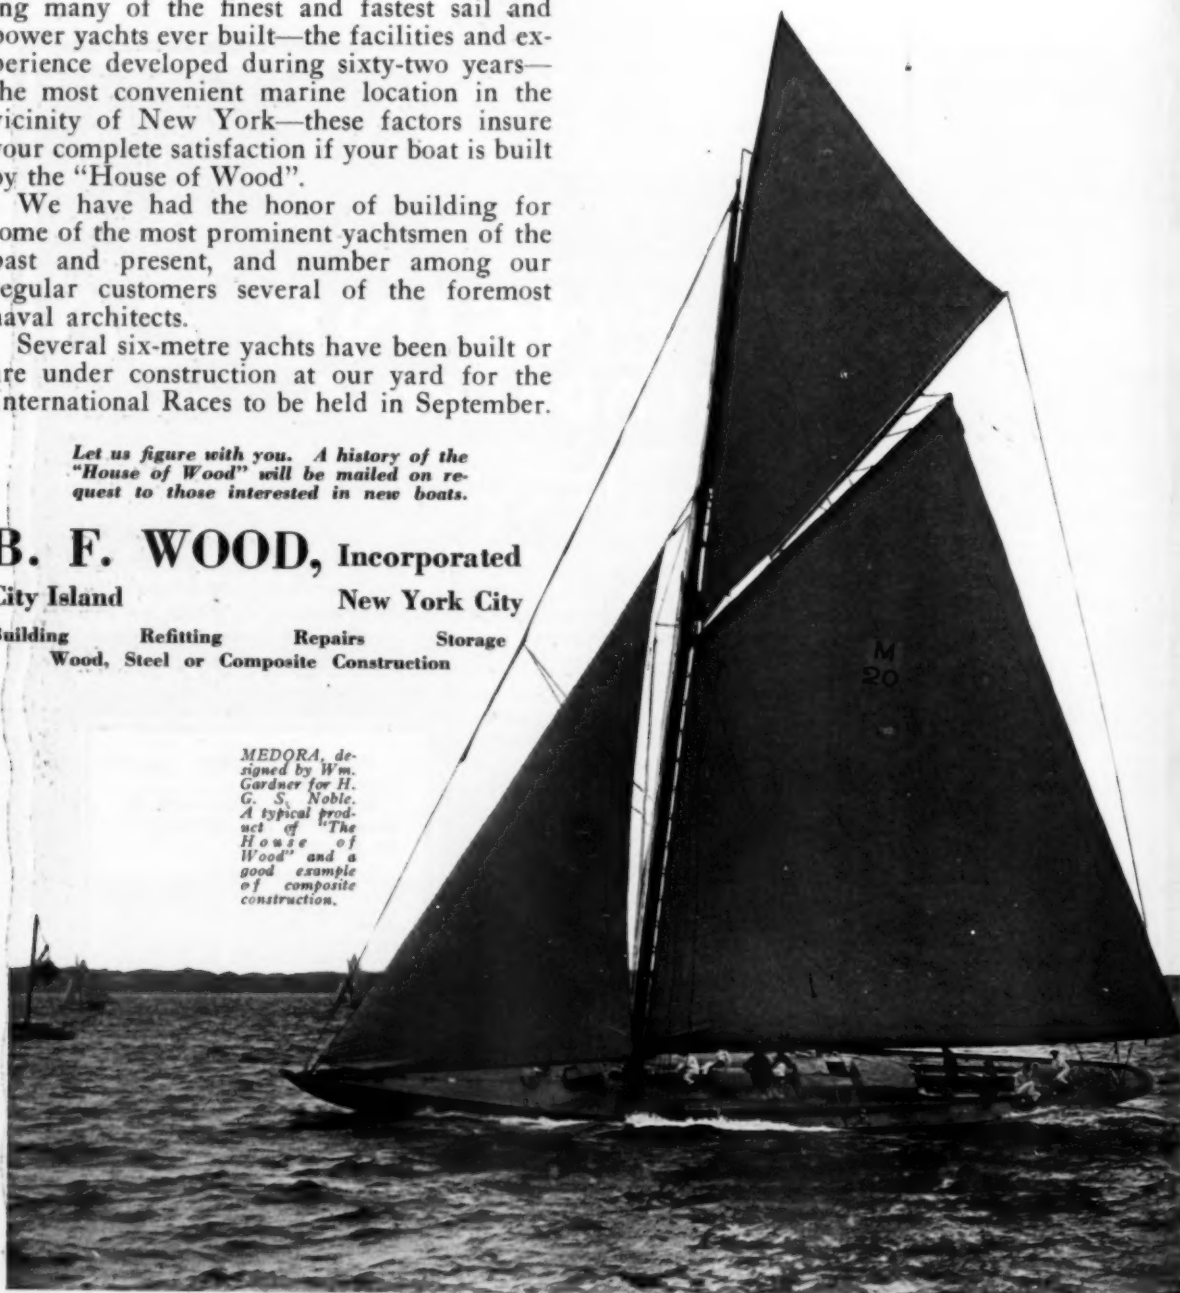 ing many of the finest and fastest sail and
power yachts ever built—the facilities and ex-
perience developed during sixty-two years—
the most convenient marine location in the
vicinity of New York—these factors insure
your complete satisfaction if your boat is built
by the “House of Wood”.
We have had the honor of building for
some of the most prominent yachtsmen of the
past and present, and number among our
regular customers several of the foremost
naval architects.
Several six-metre yachts have been built or
are under construction at our yard for the
International Races to be held in September.
Let us figure with you. A history of the
“House of Wood” will be mailed on re-
quest to those interested in new boats.
B. F. WOOD, Incorporated
City Island New York City
Building Refitting Repairs Storage
Wood, Steel or Composite Construction
MEDORA, de-
signed by Wm.
Gardner for H.
G. S. Noble.
A typical prod-
uct of “The
House of
Wood” and a
good example
of composite
construction.
M
20